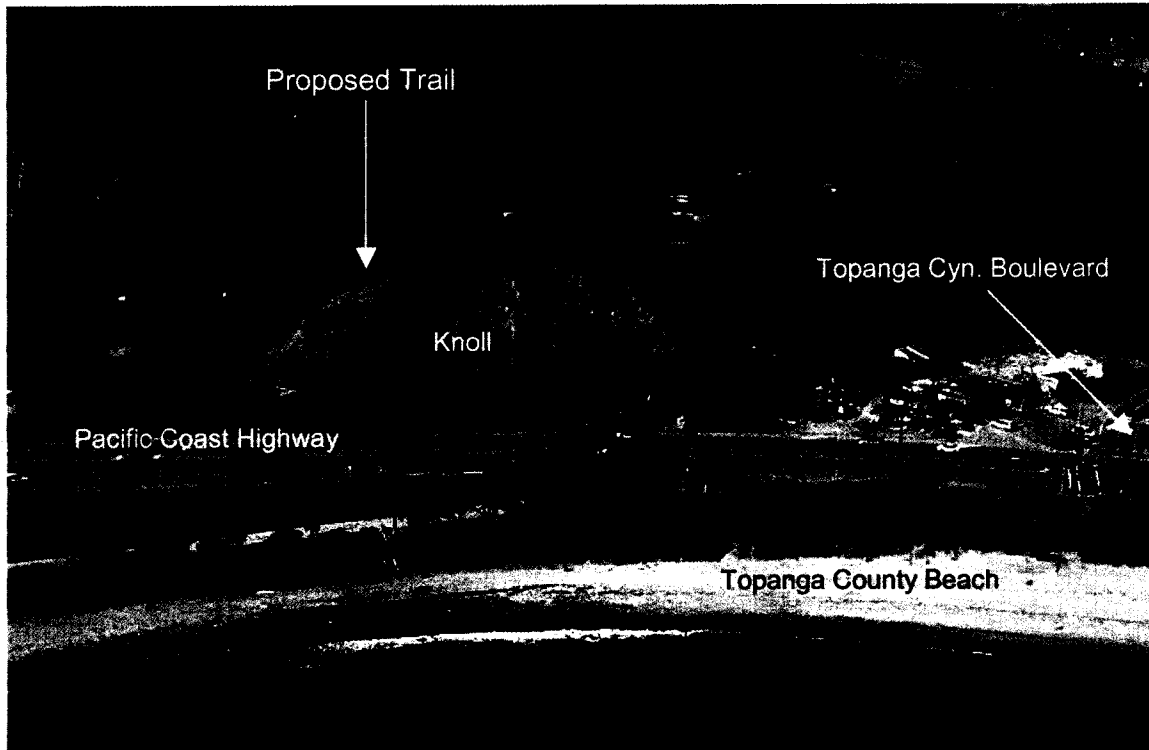 Proposed Trail
Topanga Cyn. Boulevard
Knoll
Pacific Coast Highway
Topanga County Beach